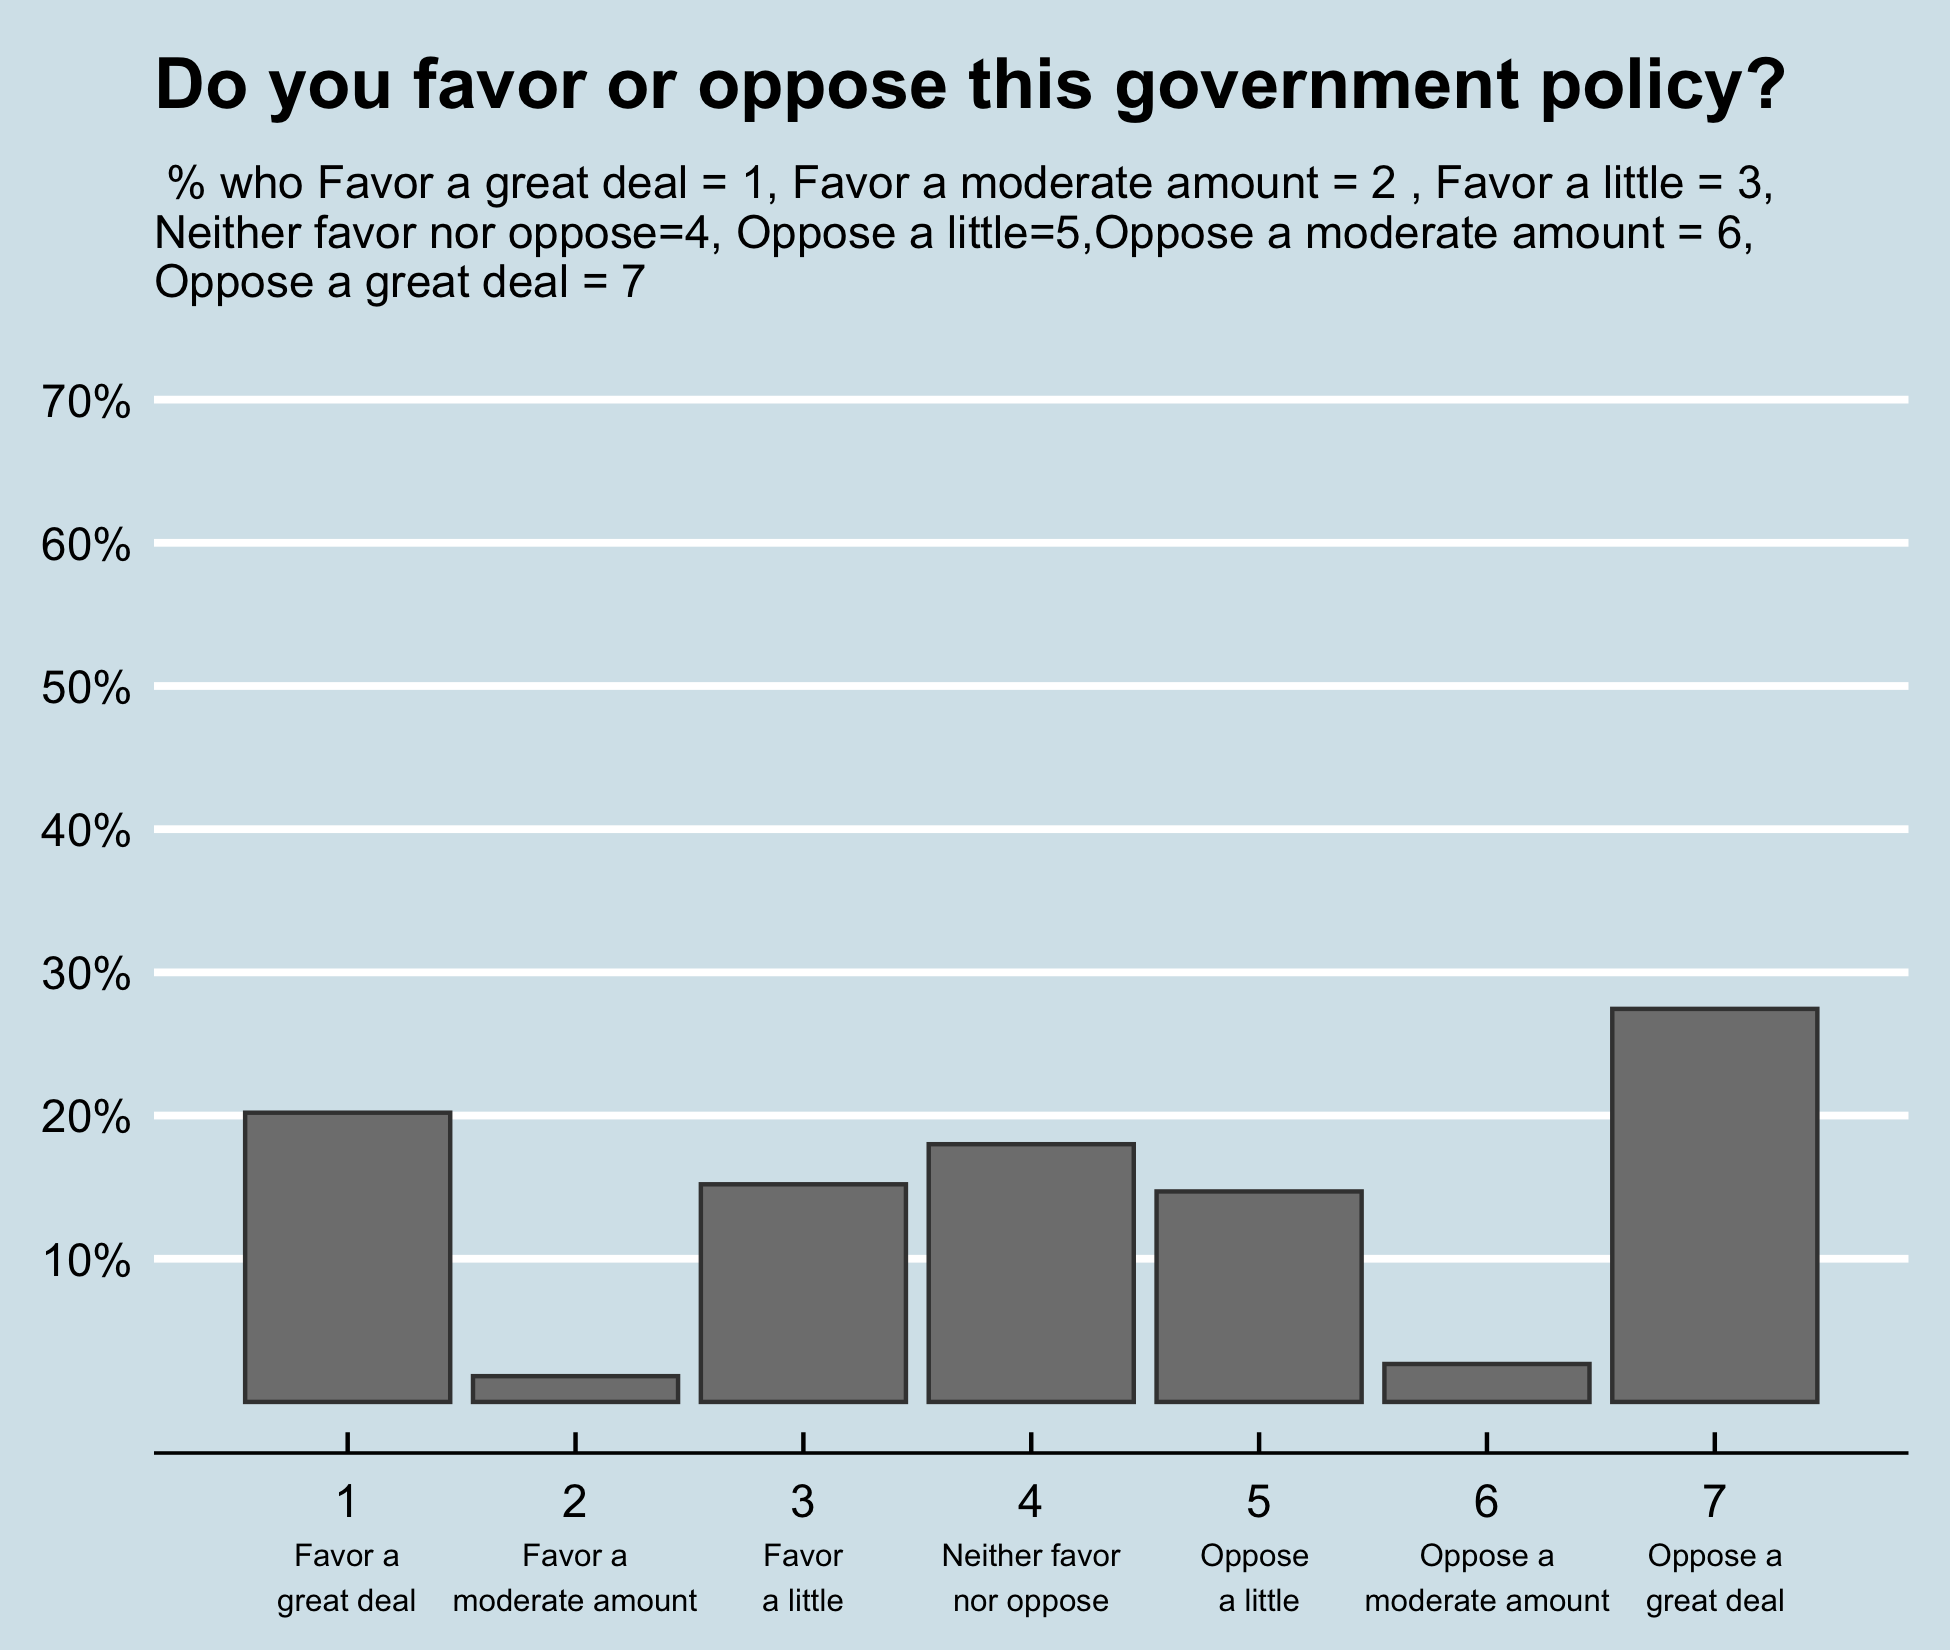 Do you favor or oppose this government policy?
% who Favor a great deal = 1, Favor a moderate amount = 2 , Favor a little = 3,
Neither favor nor oppose=4, Oppose a little=5,Oppose a moderate amount = 6,
Oppose a great deal = 7
70%
60%
50%
40%
30%
20%
10%
1 2 3 4 5 6 7
Favor a Favor a Favor Neither favor Oppose Oppose a Oppose a
great deal moderate amount a little nor oppose a little moderate amount great deal